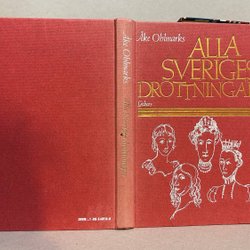 Åke Ohlmarks
ALLA
SVERIGES
DROTTNINGAR
Gebers